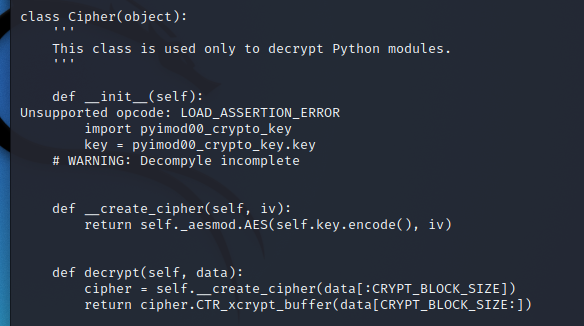 class Cipher(object):
    '''
    This class is used only to decrypt Python modules.
    '''
    def __init__(self):
Unsupported opcode: LOAD_ASSERTION_ERROR
        import pyimod00_crypto_key
        key = pyimod00_crypto_key.key
    # WARNING: Decompyle incomplete
    def __create_cipher(self, iv):
        return self._aesmod.AES(self.key.encode(), iv)
    def decrypt(self, data):
        cipher = self.__create_cipher(data[:CRYPT_BLOCK_SIZE])
        return cipher.CTR_xcrypt_buffer(data[CRYPT_BLOCK_SIZE:])